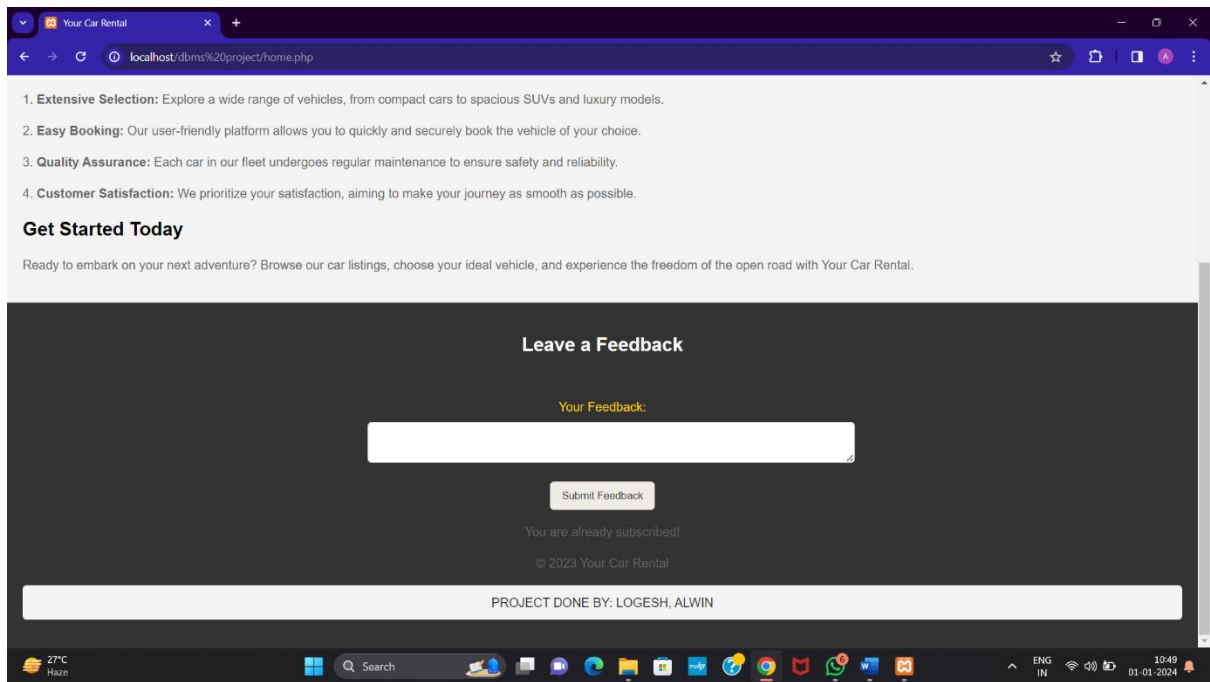 Your Car Rental
localhost/dbms%20project/home.php
A
1. Extensive Selection: Explore a wide range of vehicles, from compact cars to spacious SUVs and luxury models.
2. Easy Booking: Our user-friendly platform allows you to quickly and securely book the vehicle of your choice.
3. Quality Assurance: Each car in our fleet undergoes regular maintenance to ensure safety and reliability.
4. Customer Satisfaction: We prioritize your satisfaction, aiming to make your journey as smooth as possible.
Get Started Today
Ready to embark on your next adventure? Browse our car listings, choose your ideal vehicle, and experience the freedom of the open road with Your Car Rental.
Leave a Feedback
Your Feedback:
Submit Feedback
You are already subscribed!
© 2023 Your Car Rental
PROJECT DONE BY: LOGESH, ALWIN
27°C
Haze
Search
6
ENG
IN
10:49
01-01-2024